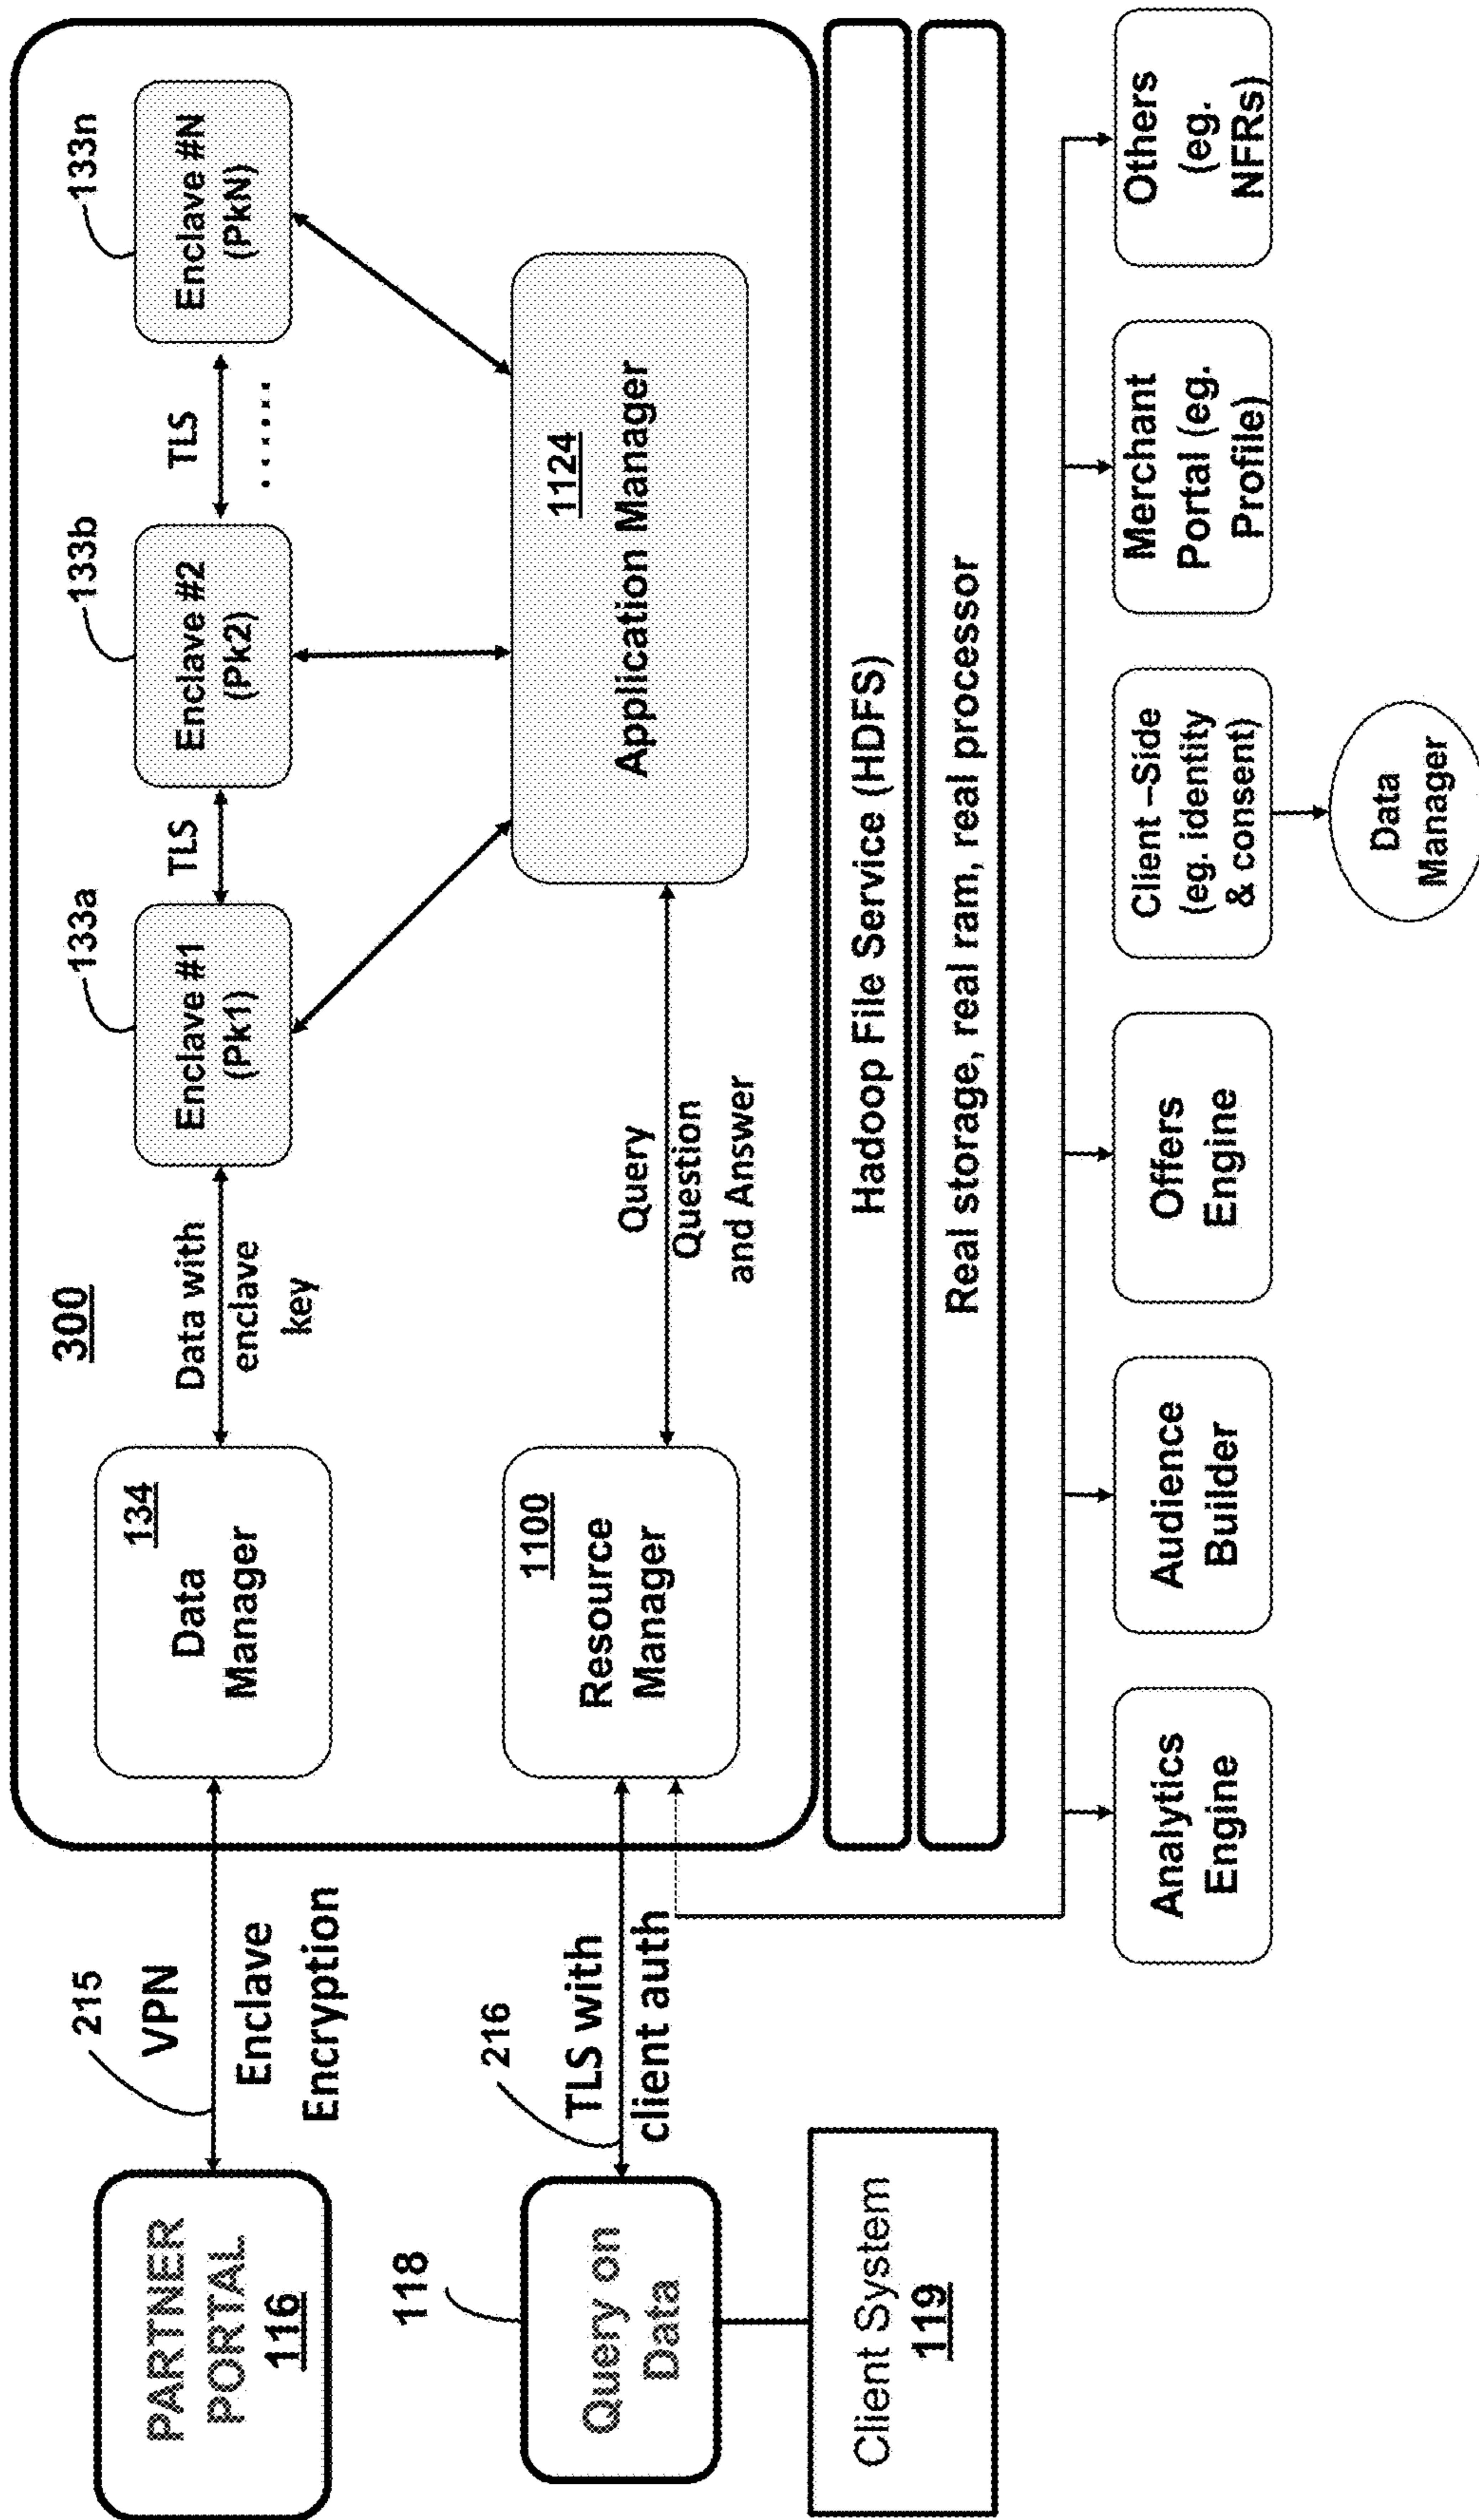 PARTNER
PORTAL
116
215
VPN
Enclave
Encryption
118
Query on
Data
216
TLS with
client auth
Client System
119
300
134
Data
Manager
Data with
enclave
key
133a
Enclave #1
(Pk1)
TLS
133b
Enclave #2
(Pk2)
TLS
......
133n
Enclave #N
(PkN)
1100
Resource
Manager
Query
Question
and Answer
1124
Application Manager
Hadoop File Service (HDFS)
Real storage, real ram, real processor
Analytics
Engine
Audience
Builder
Offers
Engine
Client –Side
(eg. identity
& consent)
Data
Manager
Merchant
Portal (eg.
Profile)
Others
(eg.
NFRs)